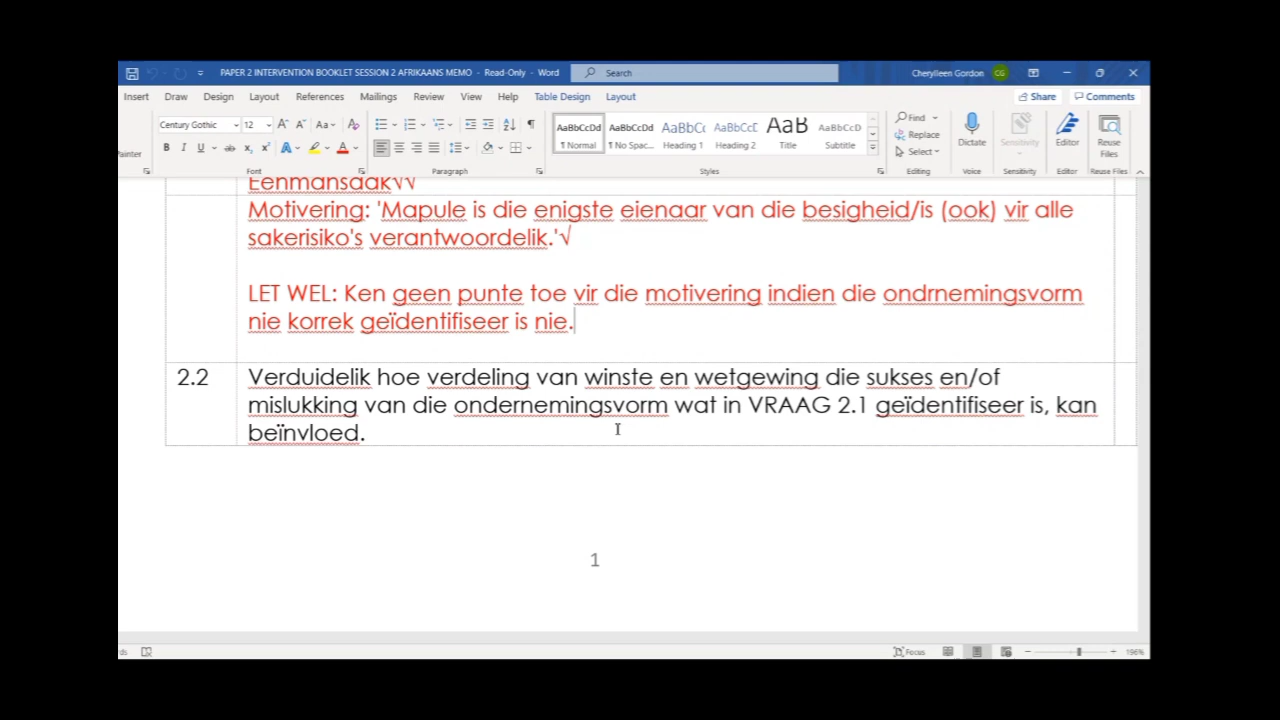 PAPER 2 INTERVENTION BOOKLET SESSION 2 AFRIKAANS MEMO - Read-Only - Word
Search
Cherylleen Gordon
CG
Insert Draw Design Layout References Mailings Review View Help Table Design Layout
Share
Comments
Century Gothic
12
Aa
Painter
AaBbCcDd
¶ Normal
AaBbCcDd
¶ No Spac...
AaBbCc
Heading 1
AaBbCcC
Heading 2
AaB
Title
AaBbCcD
Subtitle
Find
Replace
Select
Dictate
Sensitivity
Editor
Reuse
Files
Font
Paragraph
Styles
Editing
Voice
Sensitivity
Editor
Reuse Files
Eenmansaak√√
Motivering: 'Mapule is die enigste eienaar van die besigheid/is (ook) vir alle
sakerisiko's verantwoordelik.'√
LET WEL: Ken geen punte toe vir die motivering indien die ondrnemingsvorm
nie korrek geïdentifiseer is nie.
2.2 Verduidelik hoe verdeling van winste en wetgewing die sukses en/of
mislukking van die ondernemingsvorm wat in VRAAG 2.1 geïdentifiseer is, kan
beïnvloed.
1
Focus
196%